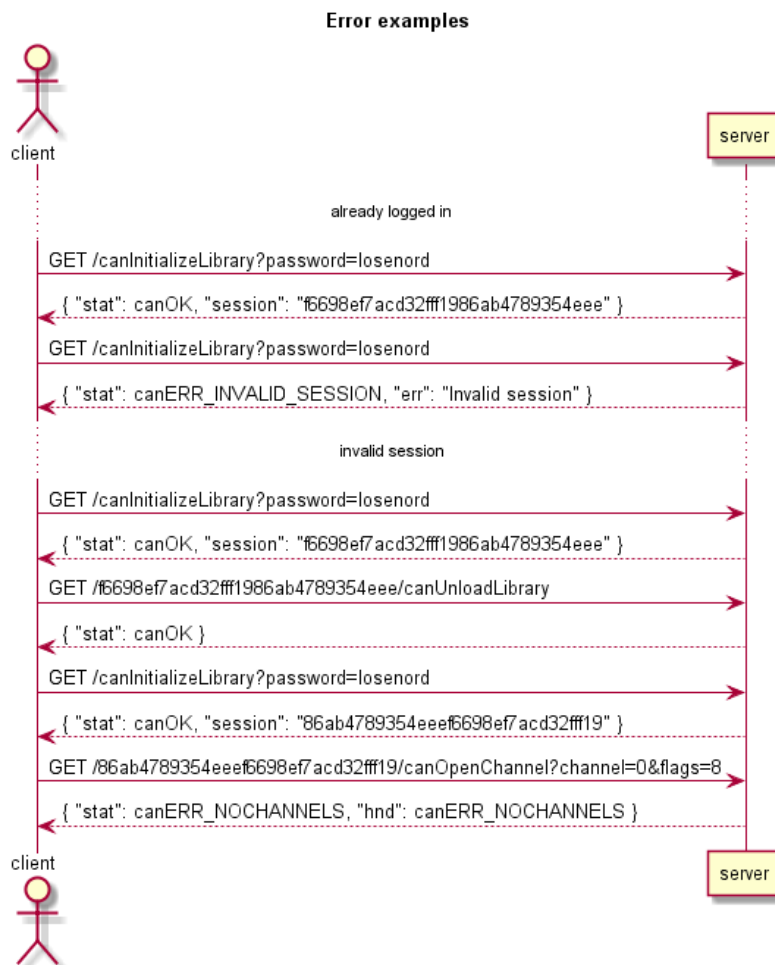 Error examples
client
server
already logged in
GET /canInitializeLibrary?password=losenord
{ "stat": canOK, "session": "f6698ef7acd32fff1986ab4789354eee" }
GET /canInitializeLibrary?password=losenord
{ "stat": canERR_INVALID_SESSION, "err": "Invalid session" }
invalid session
GET /canInitializeLibrary?password=losenord
{ "stat": canOK, "session": "f6698ef7acd32fff1986ab4789354eee" }
GET /f6698ef7acd32fff1986ab4789354eee/canUnloadLibrary
{ "stat": canOK }
GET /canInitializeLibrary?password=losenord
{ "stat": canOK, "session": "86ab4789354eeef6698ef7acd32fff19" }
GET /86ab4789354eeef6698ef7acd32fff19/canOpenChannel?channel=0&flags=8
{ "stat": canERR_NOCHANNELS, "hnd": canERR_NOCHANNELS }
client
server